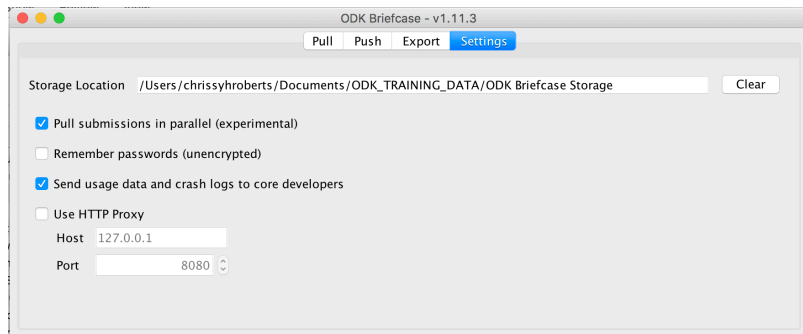 ODK Briefcase - v1.11.3
Pull Push Export Settings
Storage Location /Users/chrissyhroberts/Documents/ODK_TRAINING_DATA/ODK Briefcase Storage Clear
Pull submissions in parallel (experimental)
Remember passwords (unencrypted)
Send usage data and crash logs to core developers
Use HTTP Proxy
Host 127.0.0.1
Port 8080